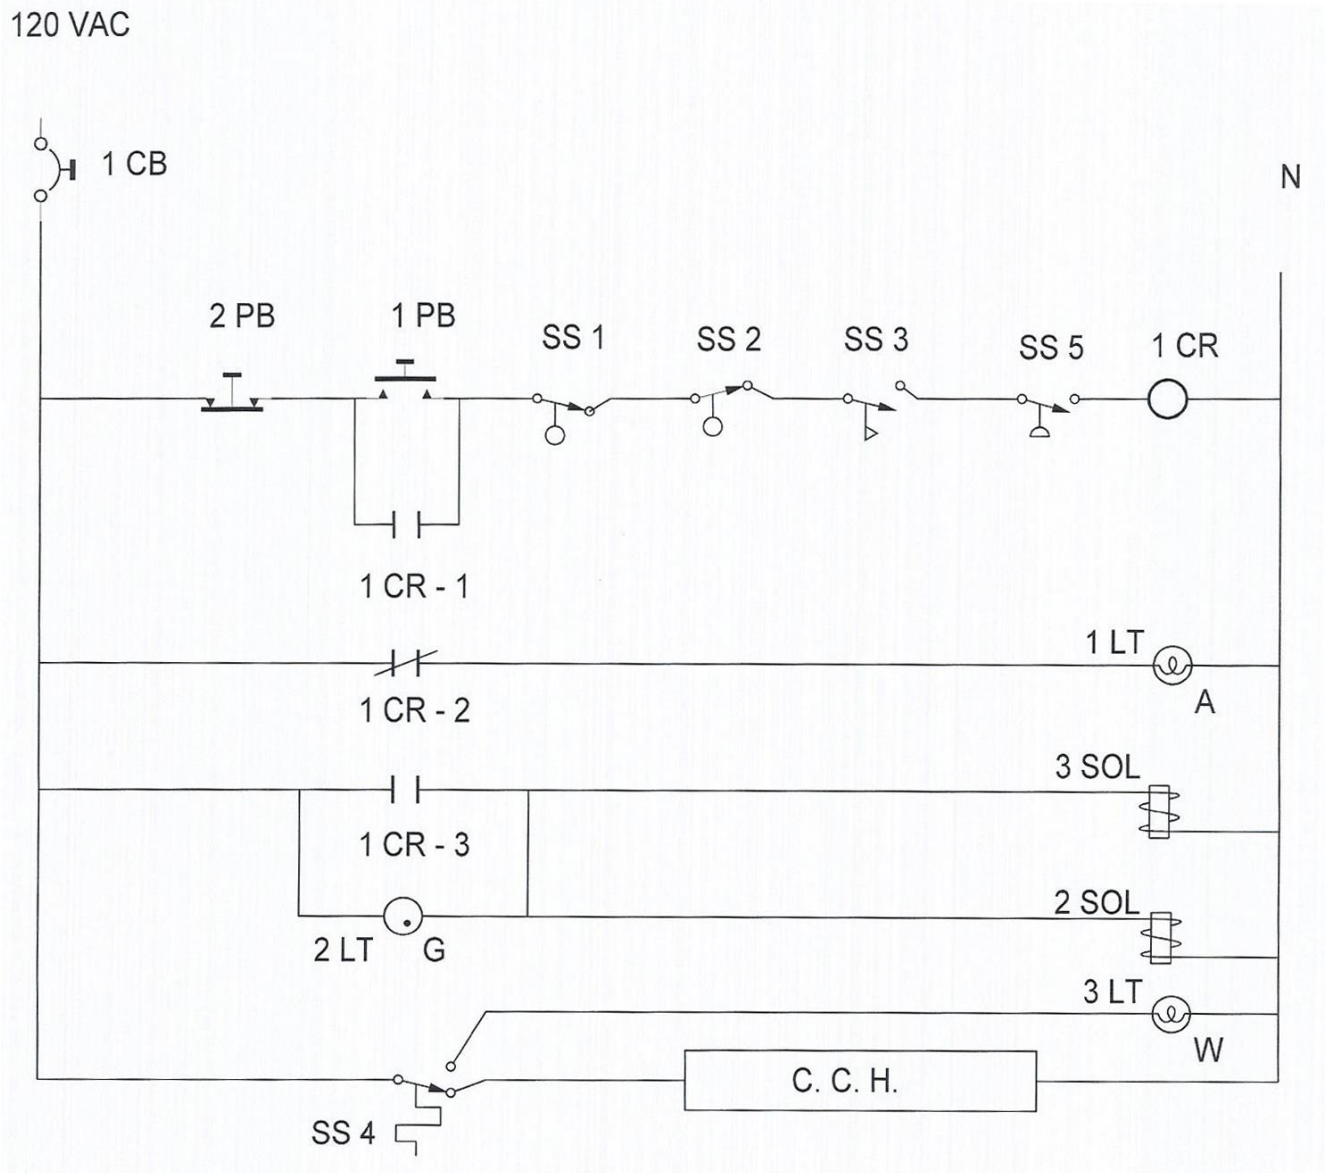 120 VAC
1 CB
N
2 PB
1 PB
SS 1
SS 2
SS 3
SS 5
1 CR
1 CR - 1
1 LT
A
1 CR - 2
3 SOL
1 CR - 3
2 SOL
2 LT
G
3 LT
W
C. C. H.
SS 4